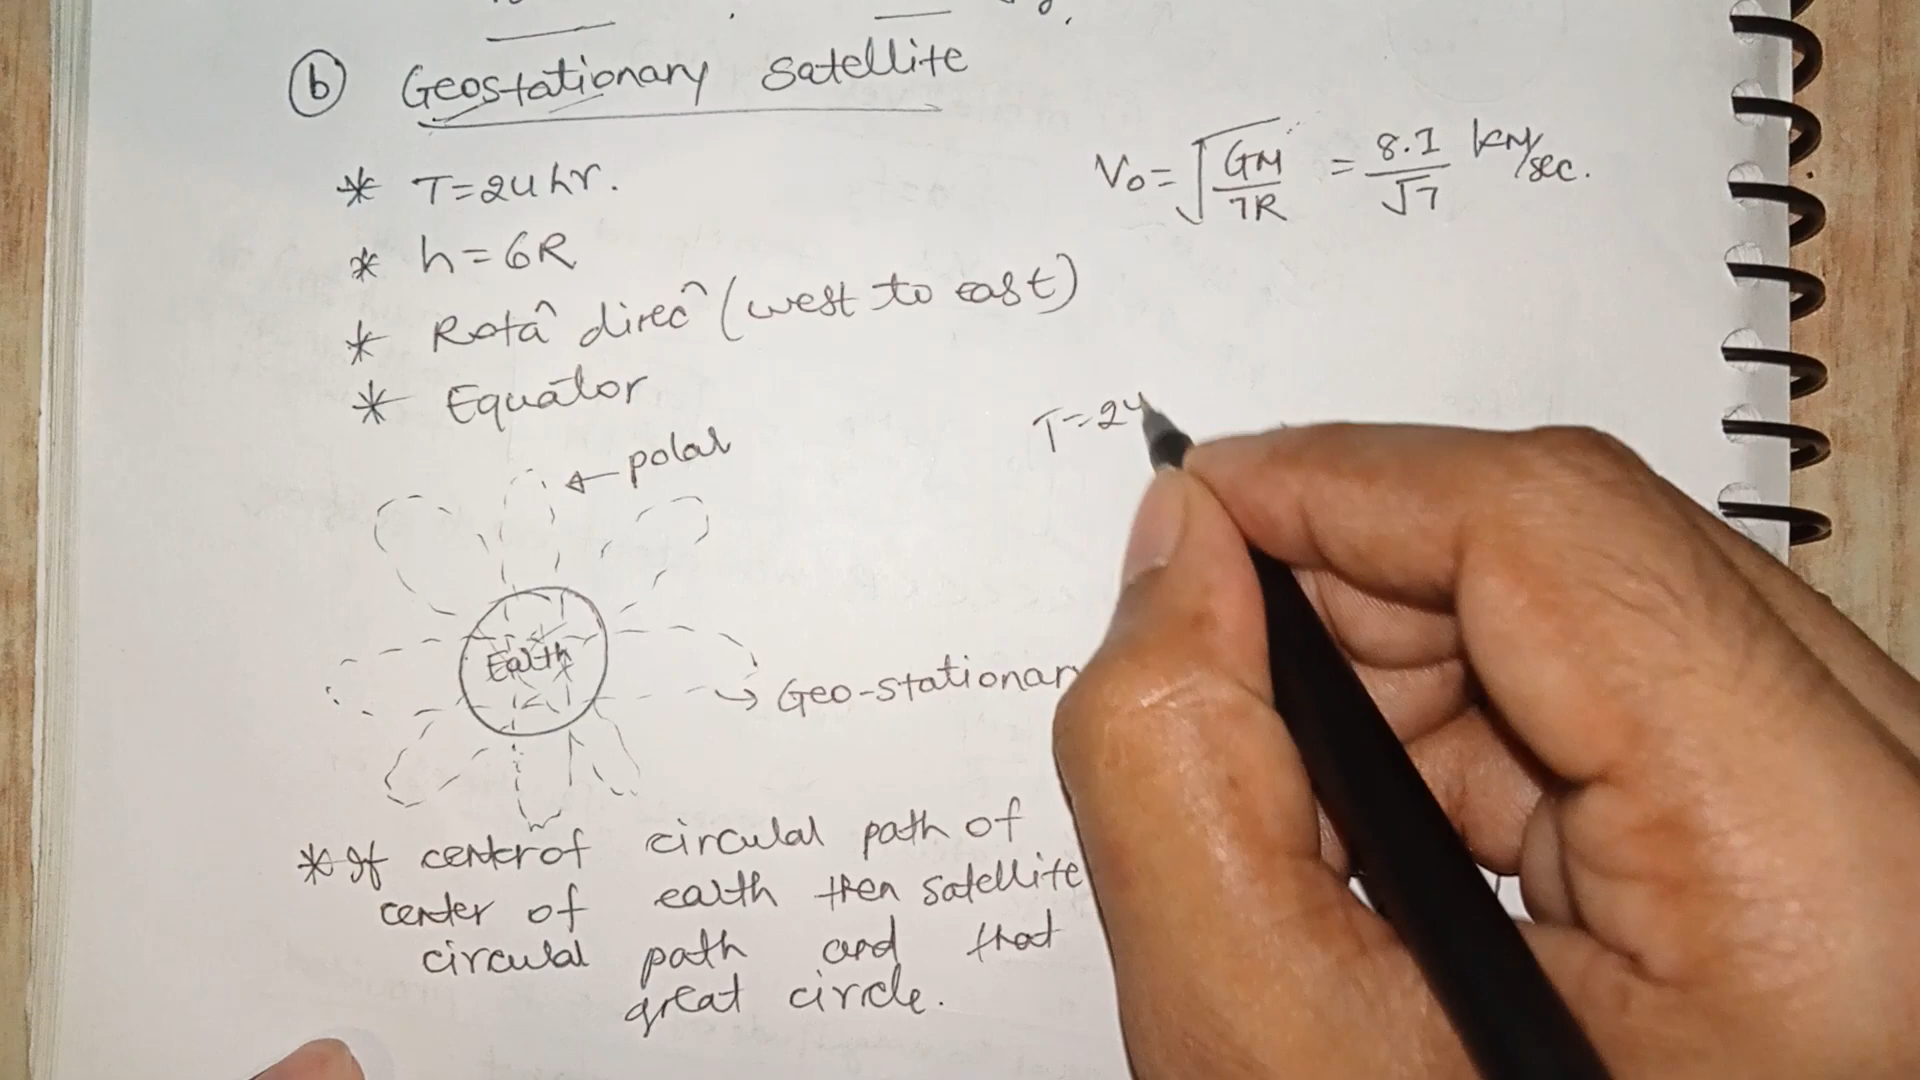 b Geostationary satellite
* T=24hr.
* h=6R
* Rotâ direĉ (west to east)
* Equator
V₀=√GM/7R = 8.1/√7 km/sec.
T=24
polar
Earth
Geo-stationary
* If center of circular path of
center of earth then satellite
circular path and that
great circle.